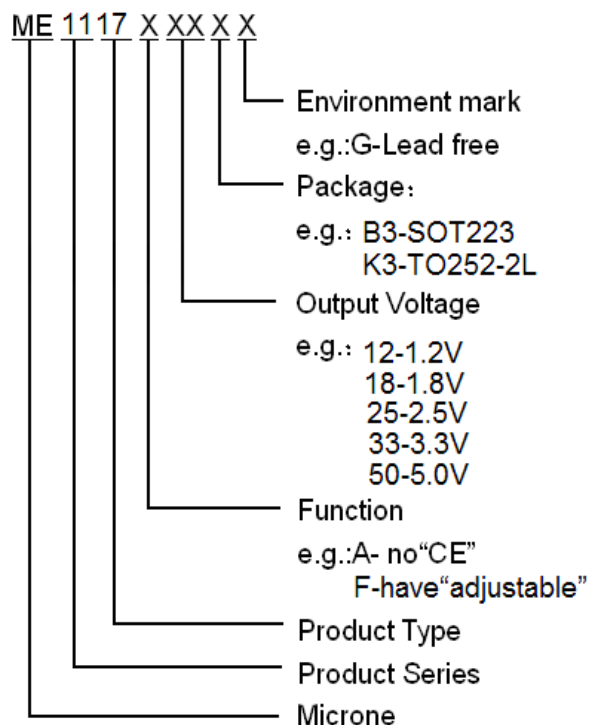 ME 1117 X XX X X
Environment mark
e.g.:G-Lead free
Package：
e.g.：B3-SOT223
K3-TO252-2L
Output Voltage
e.g.：12-1.2V
18-1.8V
25-2.5V
33-3.3V
50-5.0V
Function
e.g.:A- no“CE”
F-have“adjustable”
Product Type
Product Series
Microne